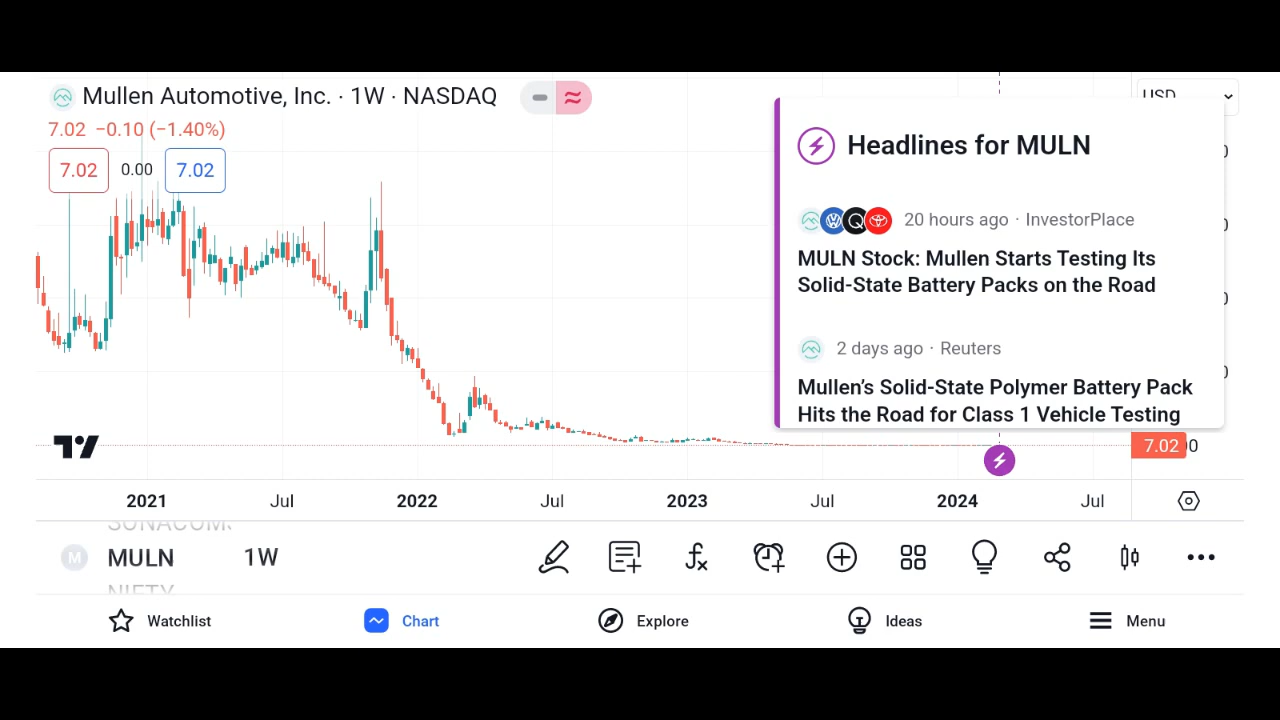 Mullen Automotive, Inc. · 1W · NASDAQ
USD
7.02 −0.10 (−1.40%)
7.02 0.00 7.02
Headlines for MULN
20 hours ago · InvestorPlace
MULN Stock: Mullen Starts Testing Its
Solid-State Battery Packs on the Road
2 days ago · Reuters
Mullen’s Solid-State Polymer Battery Pack
Hits the Road for Class 1 Vehicle Testing
7.02
2021 Jul 2022 Jul 2023 Jul 2024 Jul
M MULN 1W
NIFTY
Watchlist Chart Explore Ideas Menu